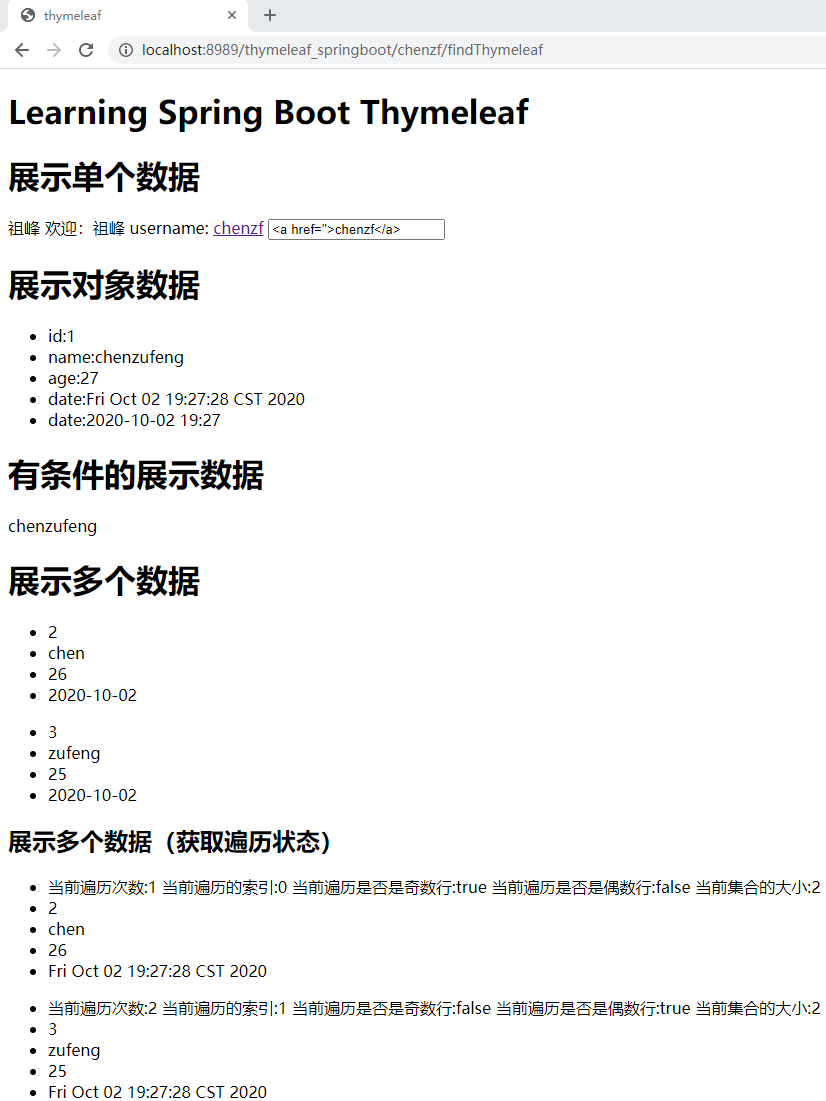 thymeleaf
localhost:8989/thymeleaf_springboot/chenzf/findThymeleaf
Learning Spring Boot Thymeleaf
展示单个数据
祖峰 欢迎：祖峰 username: chenzf <a href=''>chenzf</a>
展示对象数据
id:1
name:chenzufeng
age:27
date:Fri Oct 02 19:27:28 CST 2020
date:2020-10-02 19:27
有条件的展示数据
chenzufeng
展示多个数据
2
chen
26
2020-10-02
3
zufeng
25
2020-10-02
展示多个数据（获取遍历状态）
当前遍历次数:1 当前遍历的索引:0 当前遍历是否是奇数行:true 当前遍历是否是偶数行:false 当前集合的大小:2
2
chen
26
Fri Oct 02 19:27:28 CST 2020
当前遍历次数:2 当前遍历的索引:1 当前遍历是否是奇数行:false 当前遍历是否是偶数行:true 当前集合的大小:2
3
zufeng
25
Fri Oct 02 19:27:28 CST 2020